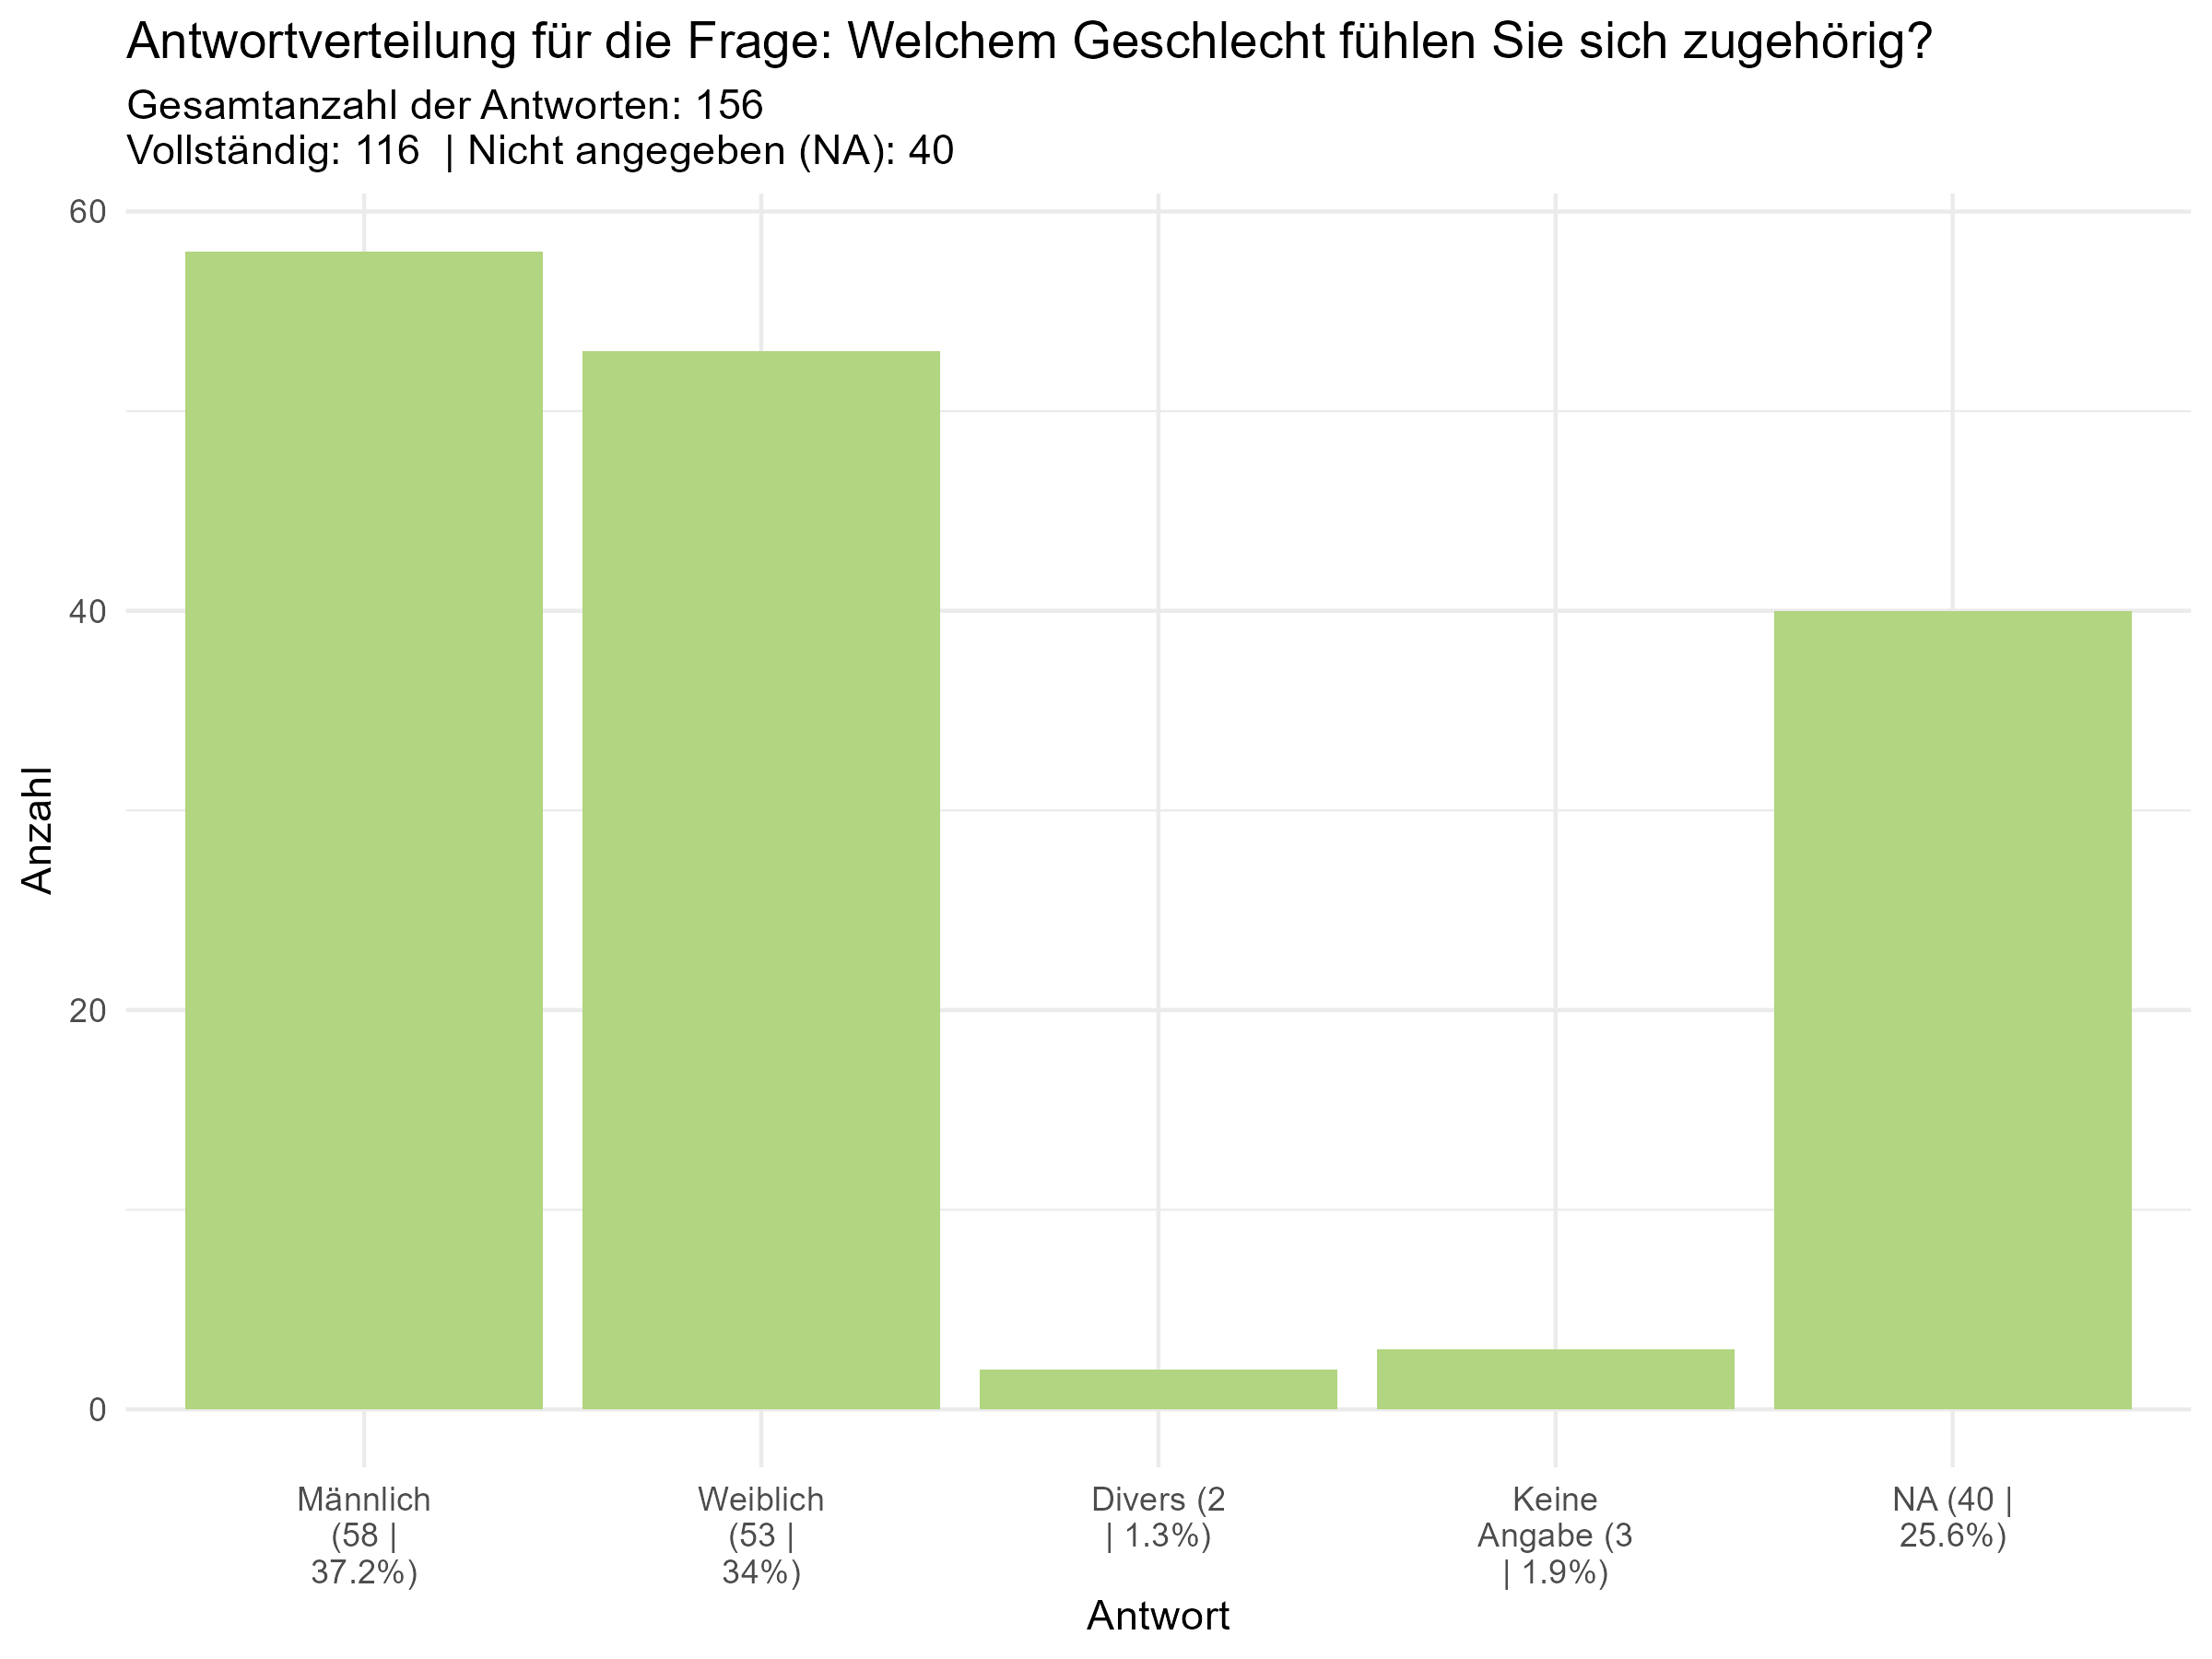 Antwortverteilung für die Frage: Welchem Geschlecht fühlen Sie sich zugehörig?
Gesamtanzahl der Antworten: 156
Vollständig: 116  | Nicht angegeben (NA): 40
60
40
20
0
Anzahl
Männlich
(58 |
37.2%)
Weiblich
(53 |
34%)
Divers (2
| 1.3%)
Keine
Angabe (3
| 1.9%)
NA (40 |
25.6%)
Antwort